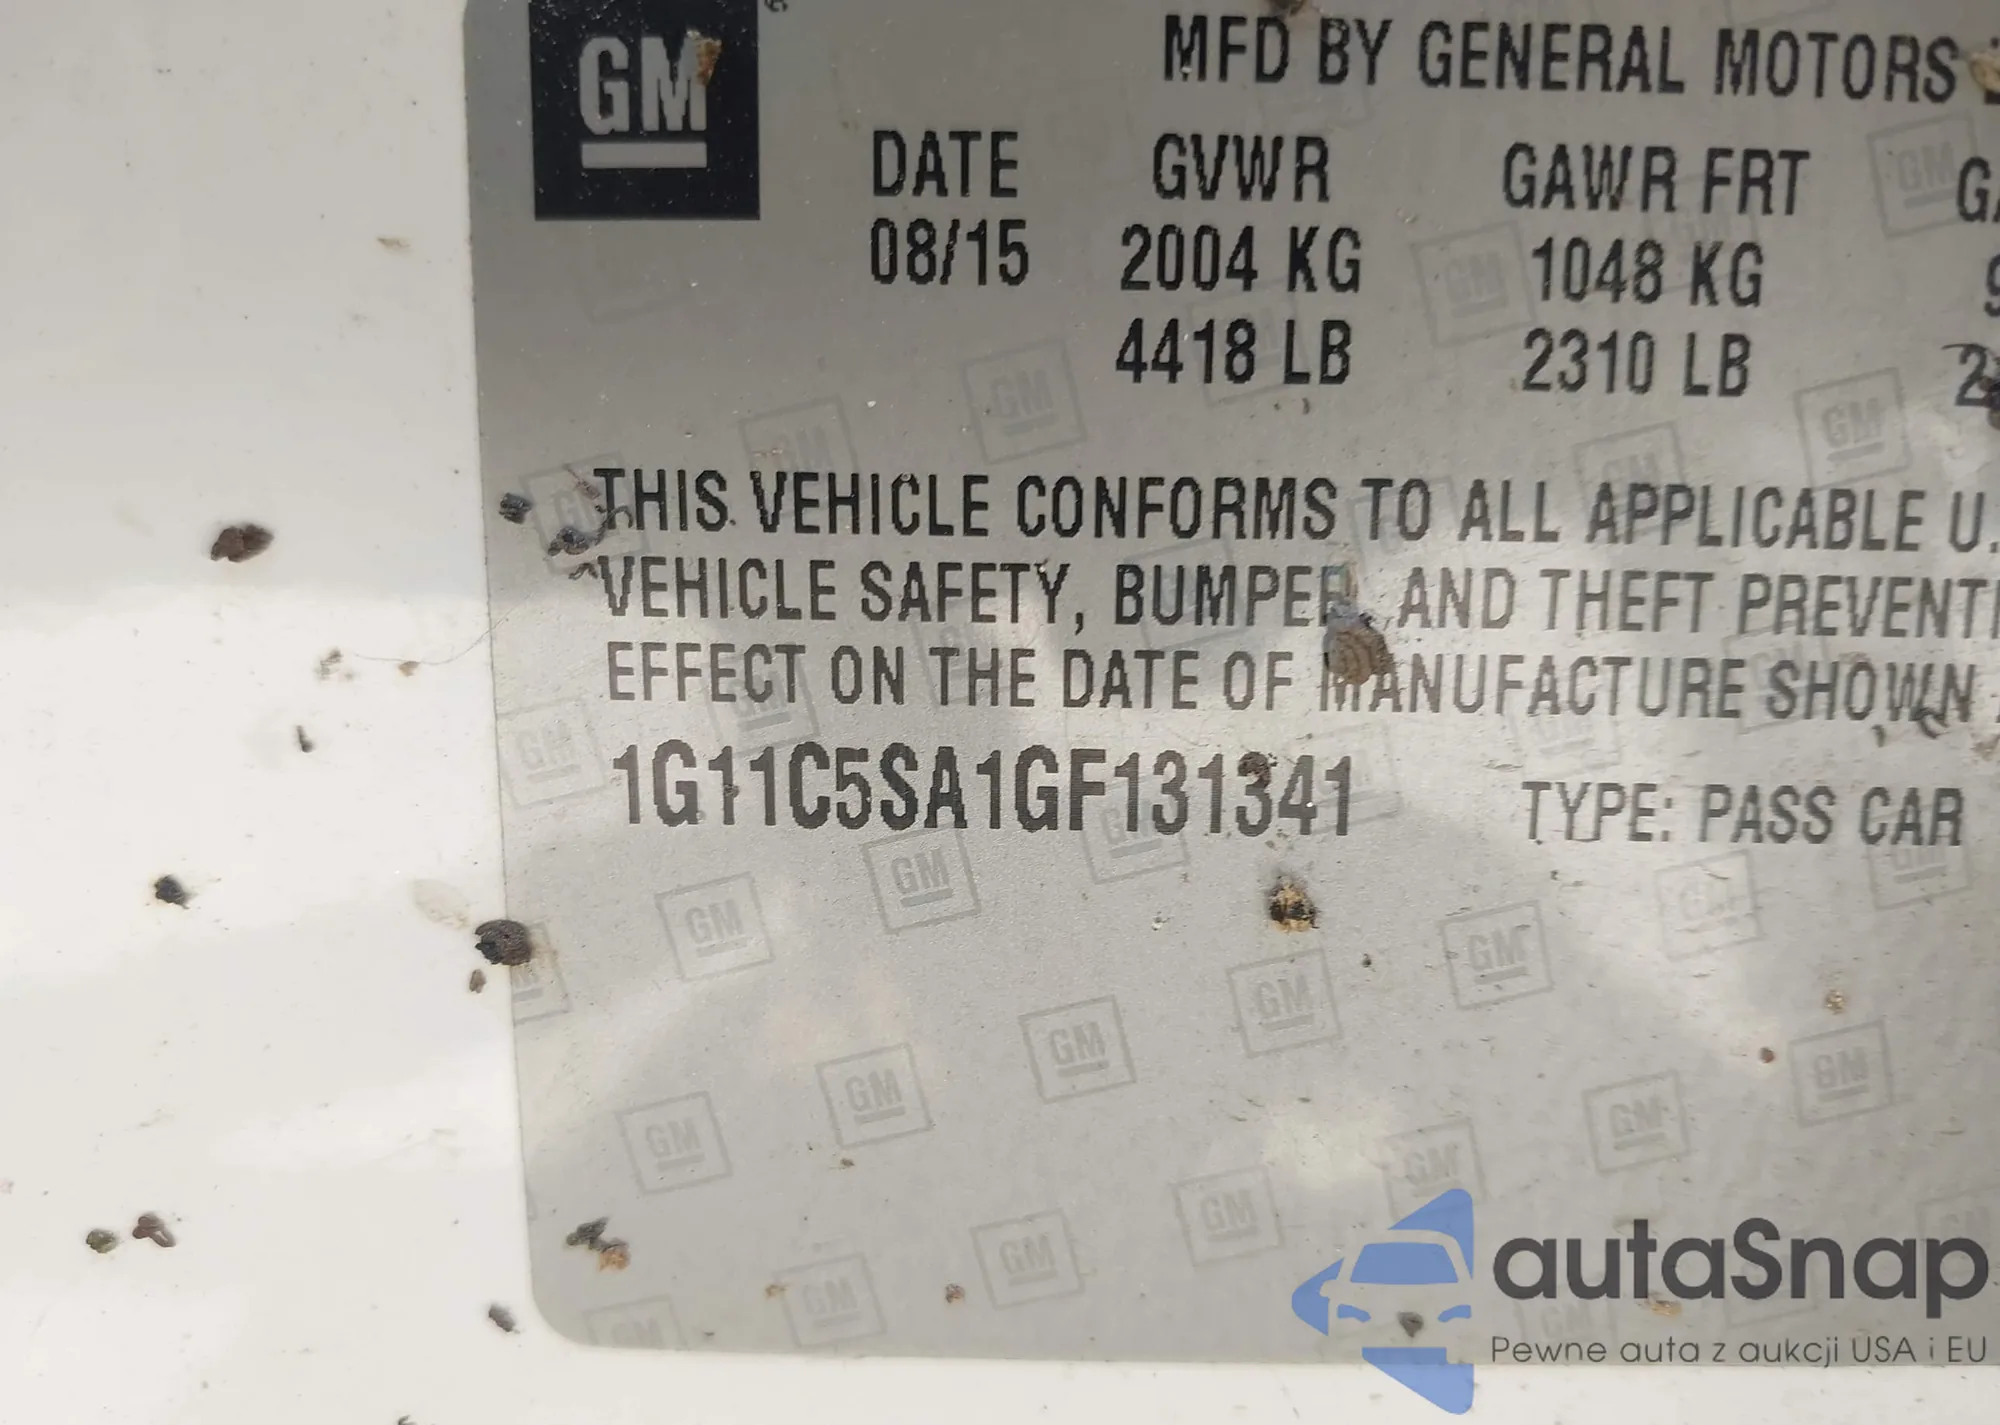 GM
MFD BY GENERAL MOTORS
DATE GVWR GAWR FRT
08/15 2004 KG 1048 KG
4418 LB 2310 LB
THIS VEHICLE CONFORMS TO ALL APPLICABLE U.
VEHICLE SAFETY, BUMPER, AND THEFT PREVENTI
EFFECT ON THE DATE OF MANUFACTURE SHOWN
1G11C5SA1GF131341 TYPE: PASS CAR
autaSnap
Pewne auta z aukcji USA i EU